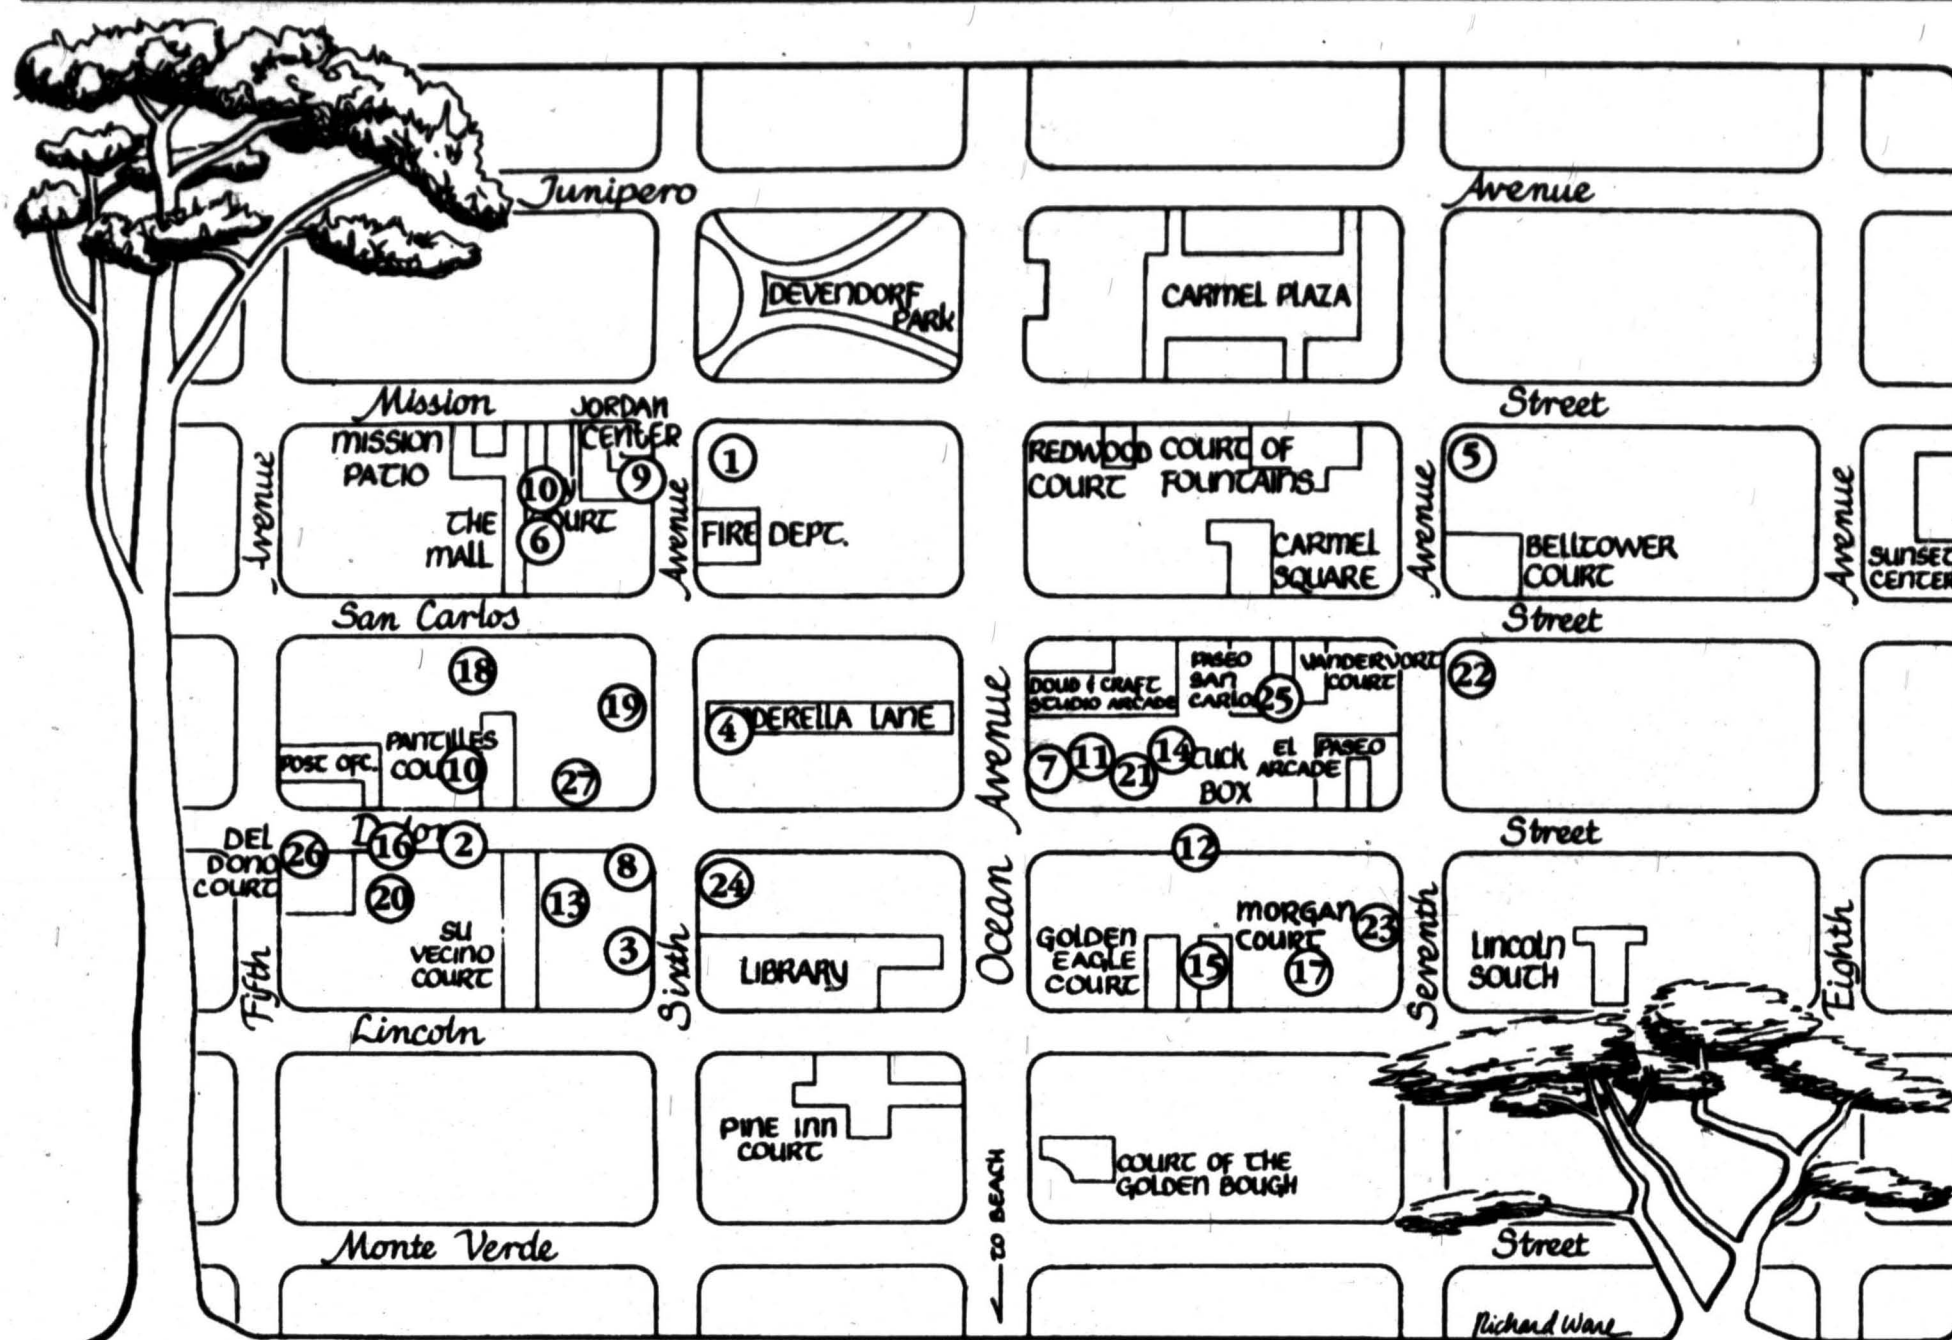 Junipero
Avenue
DEVENDORF
PARK
CARMEL PLAZA
Mission
Street
JORDAN
CENTER
MISSION
PATIO
9
10
COURT
6
THE
MALL
1
FIRE DEPT.
REDWOOD
COURT
COURT OF
FOUNTAINS
CARMEL
SQUARE
5
BELLTOWER
COURT
SUNSET
CENTER
Avenue
Avenue
Avenue
Avenue
San Carlos
Street
18
19
PANTILLES
10
POST OFC.
27
4
LANE
DOUD & CRAFT
STUDIO ARCADE
PASEO
SAN
25
VANDERVORT
COURT
22
7
11
21
14
BOX
EL PASEO
ARCADE
Ocean Avenue
Street
DEL
DONO
COURT
26
16
2
8
20
13
3
SU
VECINO
COURT
24
LIBRARY
12
GOLDEN
EAGLE
COURT
15
MORGAN
COURT
23
17
LINCOLN
SOUTH
Fifth
Sixth
Seventh
Eighth
Lincoln
PINE INN
COURT
COURT OF THE
GOLDEN BOUGH
TO BEACH
Monte Verde
Street
Richard Ware